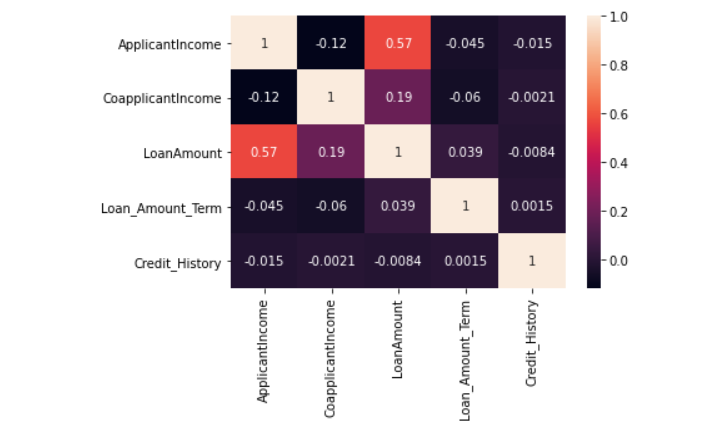 ApplicantIncome 1 -0.12 0.57 -0.045 -0.015
CoapplicantIncome -0.12 1 0.19 -0.06 -0.0021
LoanAmount 0.57 0.19 1 0.039 -0.0084
Loan_Amount_Term -0.045 -0.06 0.039 1 0.0015
Credit_History -0.015 -0.0021 -0.0084 0.0015 1
ApplicantIncome
CoapplicantIncome
LoanAmount
Loan_Amount_Term
Credit_History
1.0
0.8
0.6
0.4
0.2
0.0